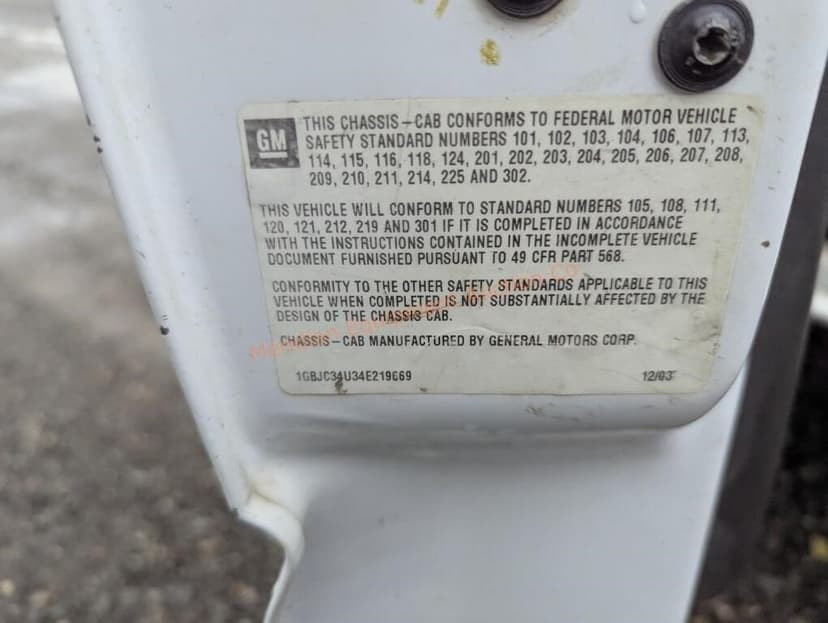 GM
THIS CHASSIS-CAB CONFORMS TO FEDERAL MOTOR VEHICLE
SAFETY STANDARD NUMBERS 101, 102, 103, 104, 106, 107, 113,
114, 115, 116, 118, 124, 201, 202, 203, 204, 205, 206, 207, 208,
209, 210, 211, 214, 225 AND 302.
THIS VEHICLE WILL CONFORM TO STANDARD NUMBERS 105, 108, 111,
120, 121, 212, 219 AND 301 IF IT IS COMPLETED IN ACCORDANCE
WITH THE INSTRUCTIONS CONTAINED IN THE INCOMPLETE VEHICLE
DOCUMENT FURNISHED PURSUANT TO 49 CFR PART 568.
CONFORMITY TO THE OTHER SAFETY STANDARDS APPLICABLE TO THIS
VEHICLE WHEN COMPLETED IS NOT SUBSTANTIALLY AFFECTED BY THE
DESIGN OF THE CHASSIS CAB.
CHASSIS-CAB MANUFACTURED BY GENERAL MOTORS CORP.
1GBJC34U34E219669 12/03